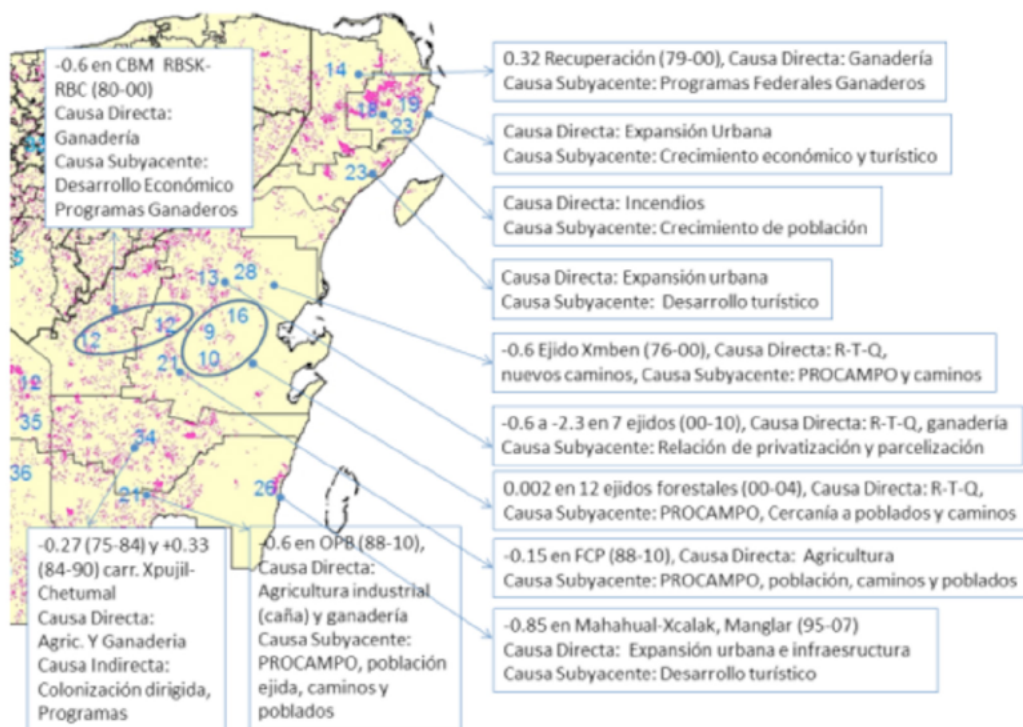 -0.6 en CBM RBSK-
RBC (80-00)
Causa Directa:
Ganadería
Causa Subyacente:
Desarrollo Económico
Programas Ganaderos
14
18
19
23
23
13
28
16
12
12
9
10
21
12
35
34
36
21
26
0.32 Recuperación (79-00), Causa Directa: Ganadería
Causa Subyacente: Programas Federales Ganaderos
Causa Directa: Expansión Urbana
Causa Subyacente: Crecimiento económico y turístico
Causa Directa: Incendios
Causa Subyacente: Crecimiento de población
Causa Directa: Expansión urbana
Causa Subyacente: Desarrollo turístico
-0.6 Ejido Xmben (76-00), Causa Directa: R-T-Q,
nuevos caminos, Causa Subyacente: PROCAMPO y caminos
-0.6 a -2.3 en 7 ejidos (00-10), Causa Directa: R-T-Q, ganadería
Causa Subyacente: Relación de privatización y parcelización
0.002 en 12 ejidos forestales (00-04), Causa Directa: R-T-Q,
Causa Subyacente: PROCAMPO, Cercanía a poblados y caminos
-0.15 en FCP (88-10), Causa Directa: Agricultura
Causa Subyacente: PROCAMPO, población, caminos y poblados
-0.85 en Mahahual-Xcalak, Manglar (95-07)
Causa Directa: Expansión urbana e infraesructura
Causa Subyacente: Desarrollo turístico
-0.27 (75-84) y +0.33
(84-90) carr. Xpujil-
Chetumal
Causa Directa:
Agric. Y Ganaderia
Causa Indirecta:
Colonización dirigida,
Programas
-0.6 en OPB (88-10),
Causa Directa:
Agricultura industrial
(caña) y ganadería
Causa Subyacente:
PROCAMPO, población
ejida, caminos y
poblados